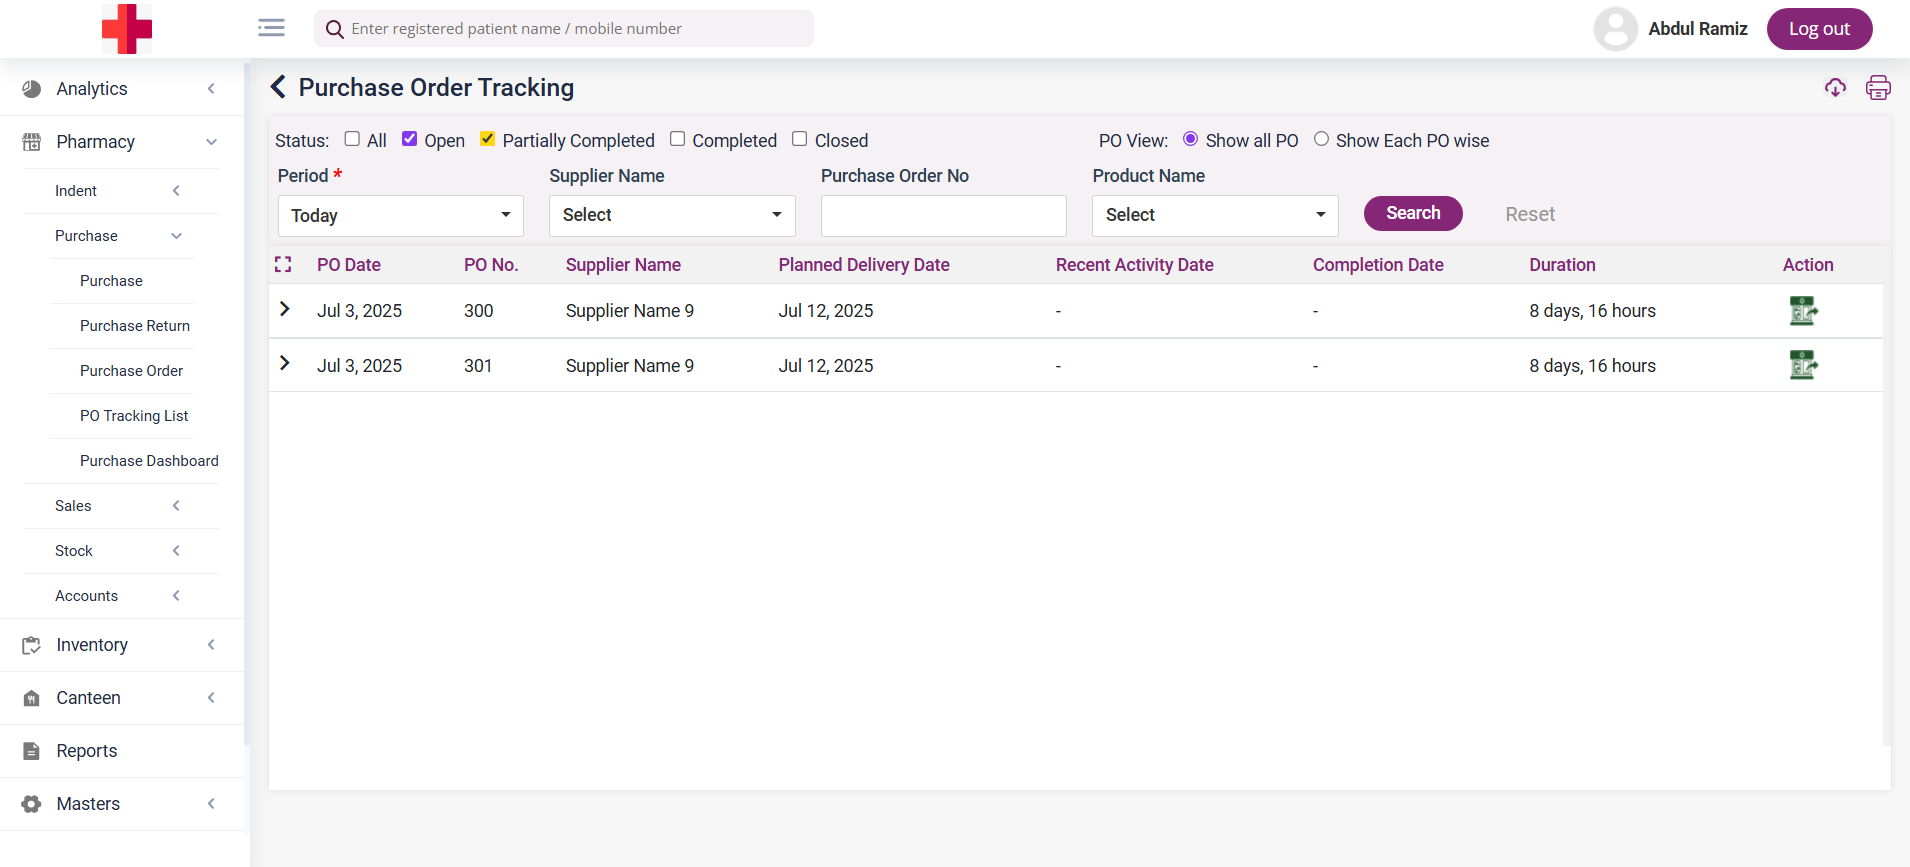 Enter registered patient name / mobile number
Abdul Ramiz
Log out
Analytics
Pharmacy
Indent
Purchase
Purchase
Purchase Return
Purchase Order
PO Tracking List
Purchase Dashboard
Sales
Stock
Accounts
Inventory
Canteen
Reports
Masters
Purchase Order Tracking
Status: All Open Partially Completed Completed Closed PO View: Show all PO Show Each PO wise
Period * Supplier Name Purchase Order No Product Name
Today Select Select Search Reset
PO Date PO No. Supplier Name Planned Delivery Date Recent Activity Date Completion Date Duration Action
Jul 3, 2025 300 Supplier Name 9 Jul 12, 2025 - - 8 days, 16 hours
Jul 3, 2025 301 Supplier Name 9 Jul 12, 2025 - - 8 days, 16 hours